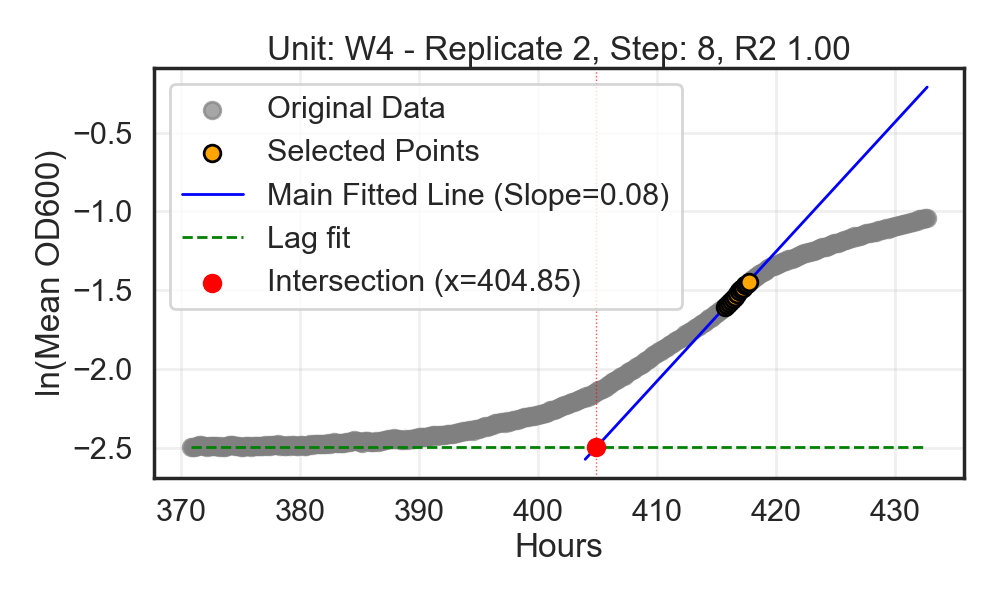 Unit: W4 - Replicate 2, Step: 8, R2 1.00
Original Data
Selected Points
Main Fitted Line (Slope=0.08)
Lag fit
Intersection (x=404.85)
ln(Mean OD600)
−0.5
−1.0
−1.5
−2.0
−2.5
370 380 390 400 410 420 430
Hours